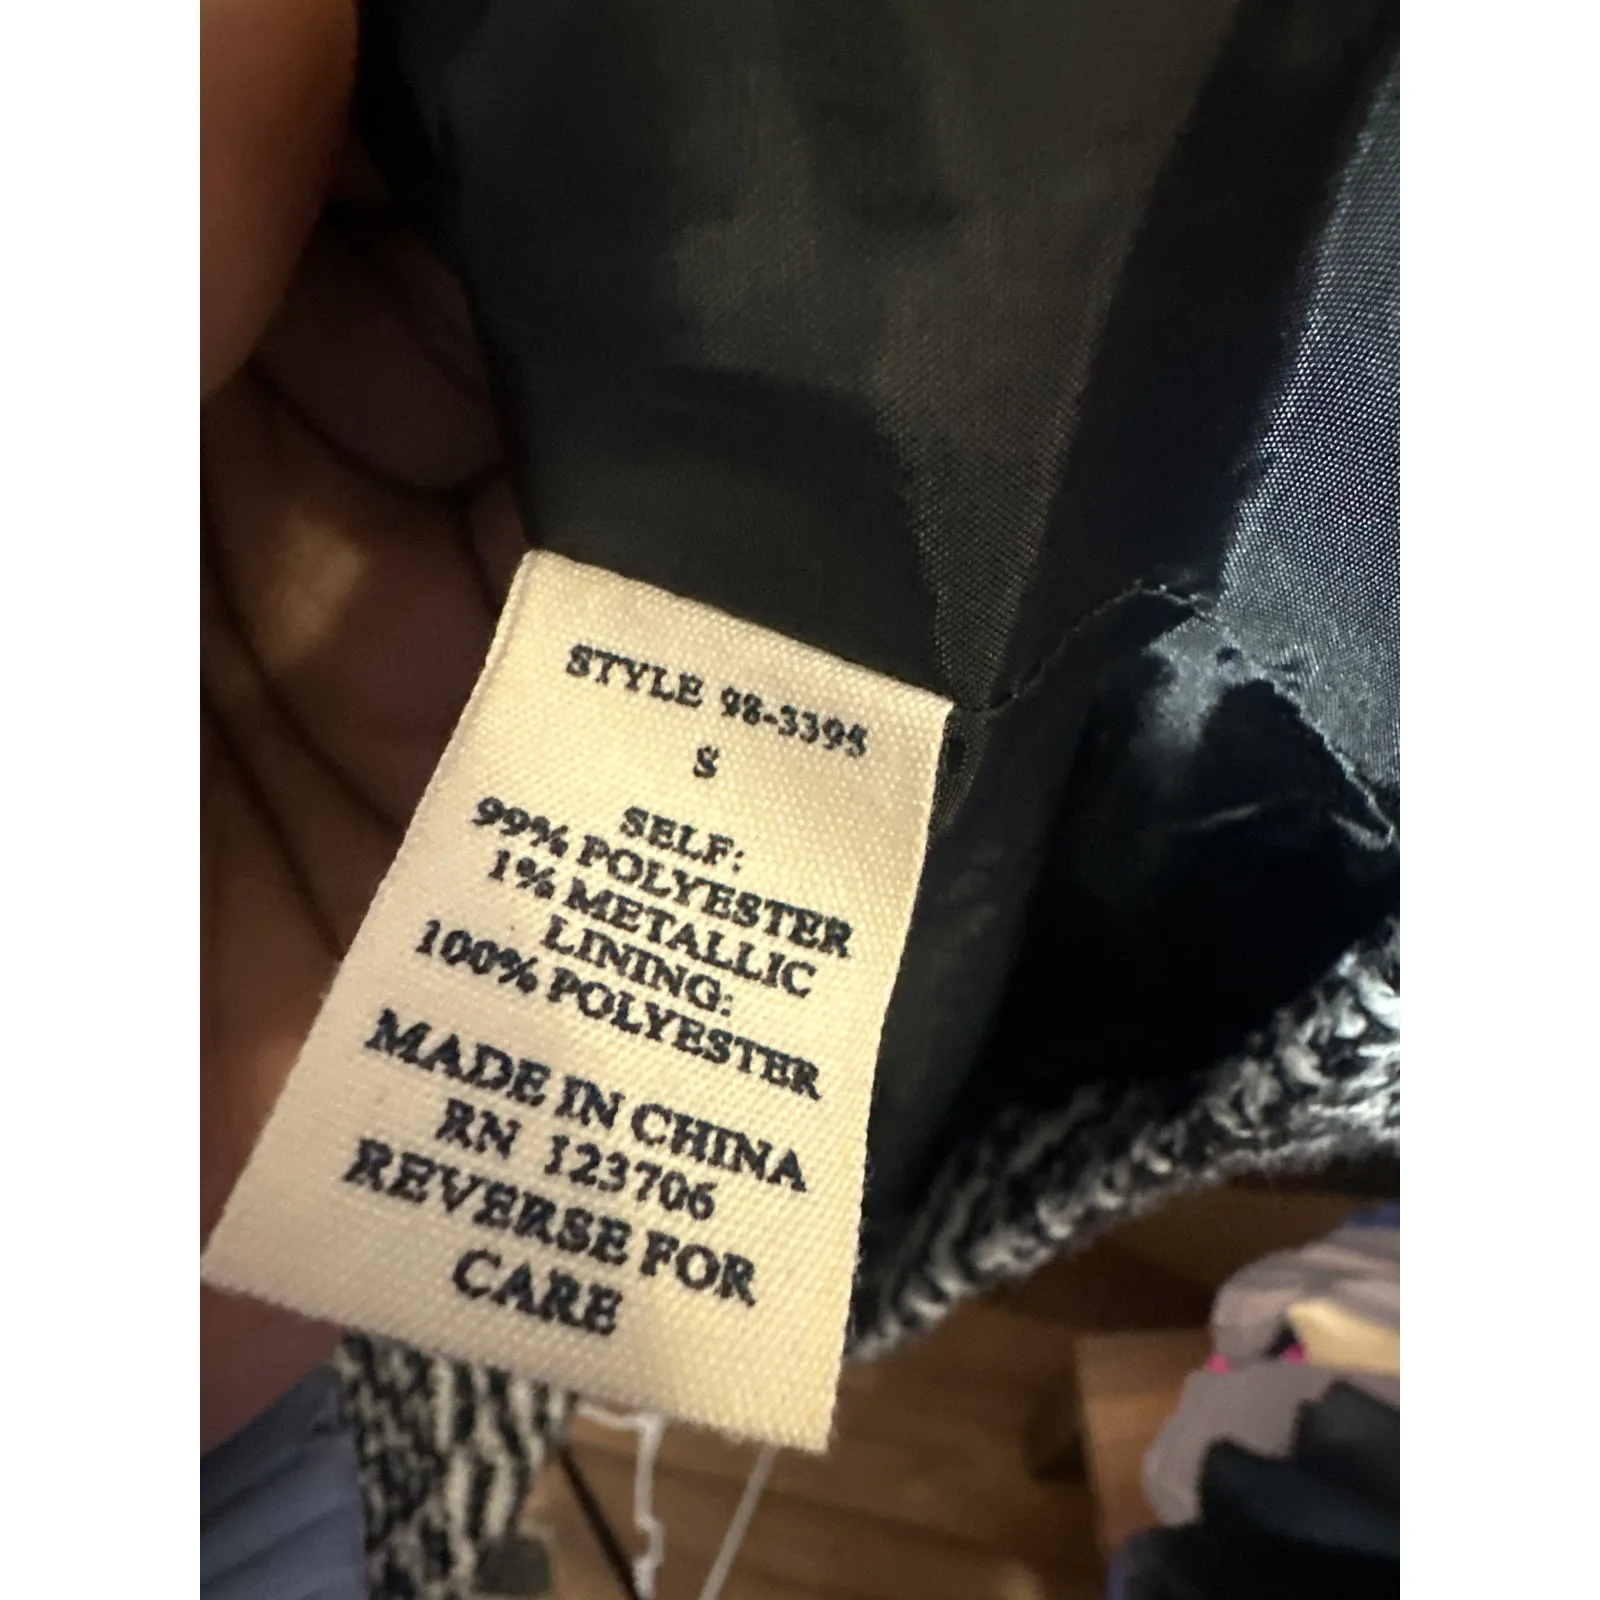 STYLE 98-3395
S
SELF:
99% POLYESTER
1% METALLIC
LINING:
100% POLYESTER
MADE IN CHINA
RN 123706
REVERSE FOR
CARE